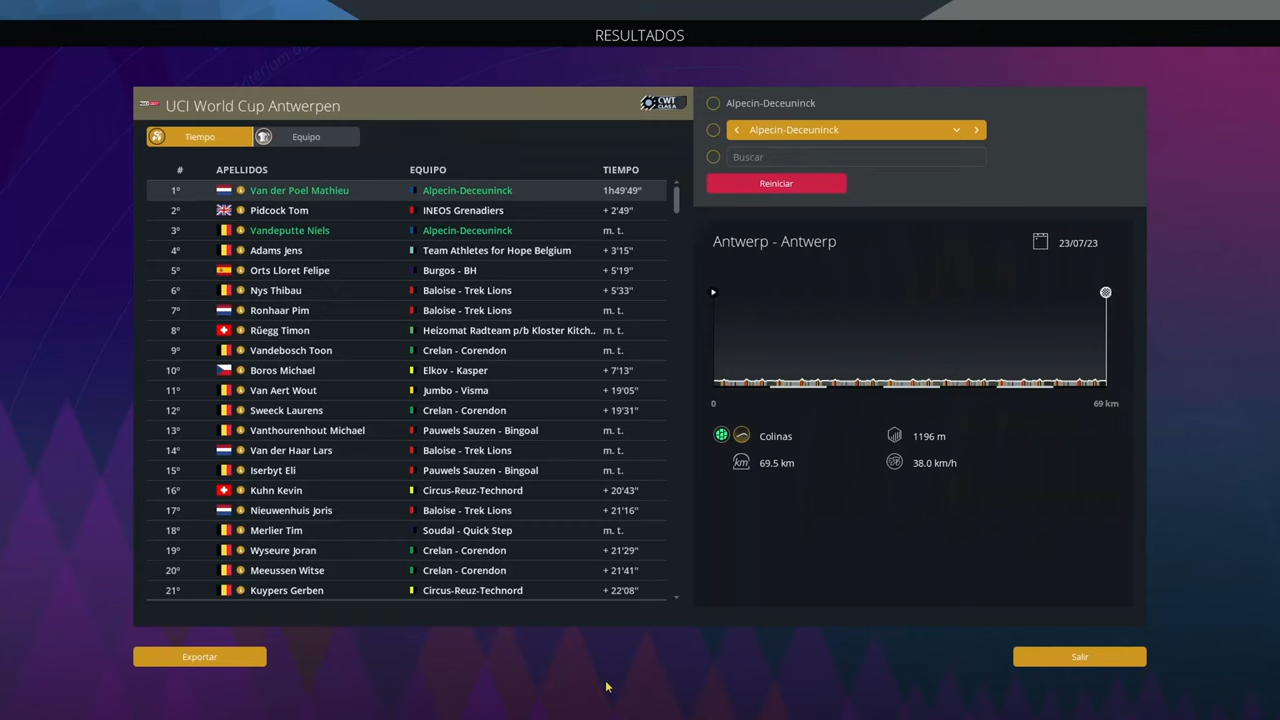 RESULTADOS
UCI World Cup Antwerpen
CWT
CLAS A
Tiempo
Equipo
# APELLIDOS EQUIPO TIEMPO
1º Van der Poel Mathieu Alpecin-Deceuninck 1h49'49''
2º Pidcock Tom INEOS Grenadiers + 2'49''
3º Vandeputte Niels Alpecin-Deceuninck m. t.
4º Adams Jens Team Athletes for Hope Belgium + 3'15''
5º Orts Lloret Felipe Burgos - BH + 5'19''
6º Nys Thibau Baloise - Trek Lions + 5'33''
7º Ronhaar Pim Baloise - Trek Lions m. t.
8º Rüegg Timon Heizomat Radteam p/b Kloster Kitch.. m. t.
9º Vandebosch Toon Crelan - Corendon m. t.
10º Boros Michael Elkov - Kasper + 7'13''
11º Van Aert Wout Jumbo - Visma + 19'05''
12º Sweeck Laurens Crelan - Corendon + 19'31''
13º Vanthourenhout Michael Pauwels Sauzen - Bingoal m. t.
14º Van der Haar Lars Baloise - Trek Lions m. t.
15º Iserbyt Eli Pauwels Sauzen - Bingoal m. t.
16º Kuhn Kevin Circus-Reuz-Technord + 20'43''
17º Nieuwenhuis Joris Baloise - Trek Lions + 21'16''
18º Merlier Tim Soudal - Quick Step m. t.
19º Wyseure Joran Crelan - Corendon + 21'29''
20º Meeussen Witse Crelan - Corendon + 21'41''
21º Kuypers Gerben Circus-Reuz-Technord + 22'08''
Alpecin-Deceuninck
Alpecin-Deceuninck
Buscar
Reiniciar
Antwerp - Antwerp
23/07/23
0
69 km
Colinas
1196 m
km
69.5 km
38.0 km/h
Exportar
Salir